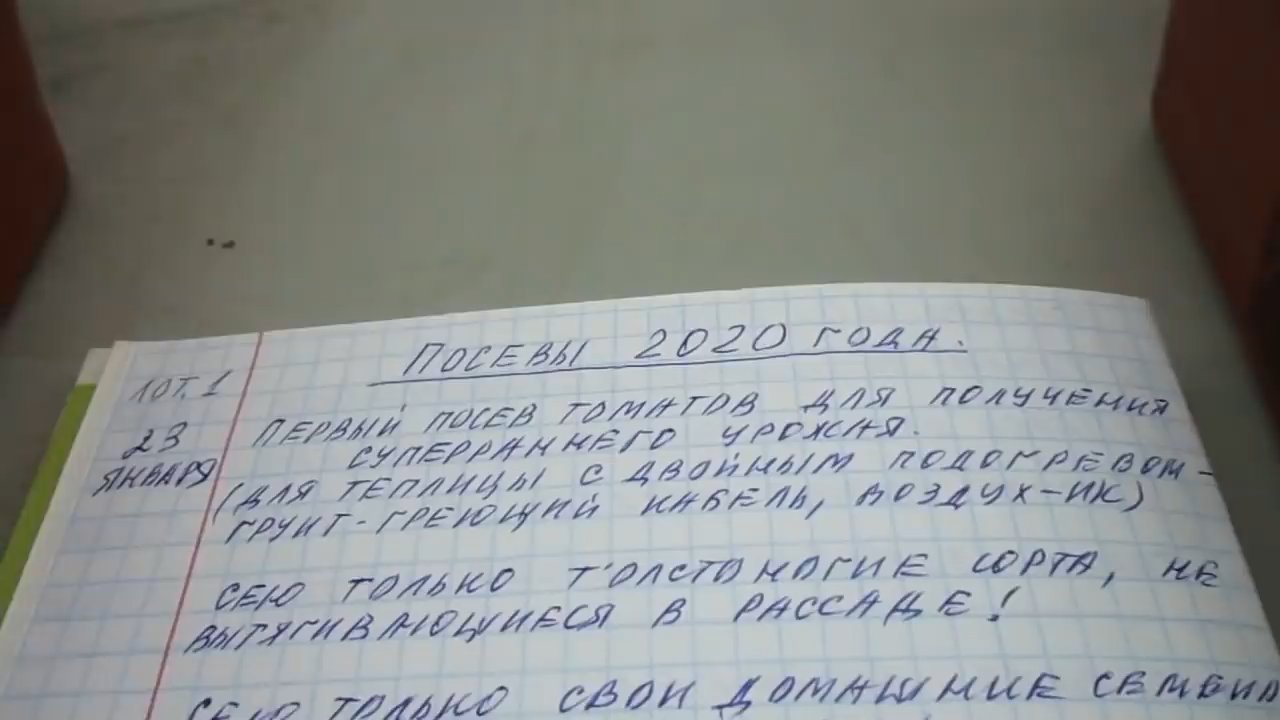 Посевы 2020 года.
лот. 1
23
января
Первый посев томатов для получения
суперраннего урожая.
(для теплицы с двойным подогревом-
грунт-греющий кабель, воздух-ИК)
Сею только толстоногие сорта, не
вытягивающиеся в рассаде!
Сею только свои домашние семена